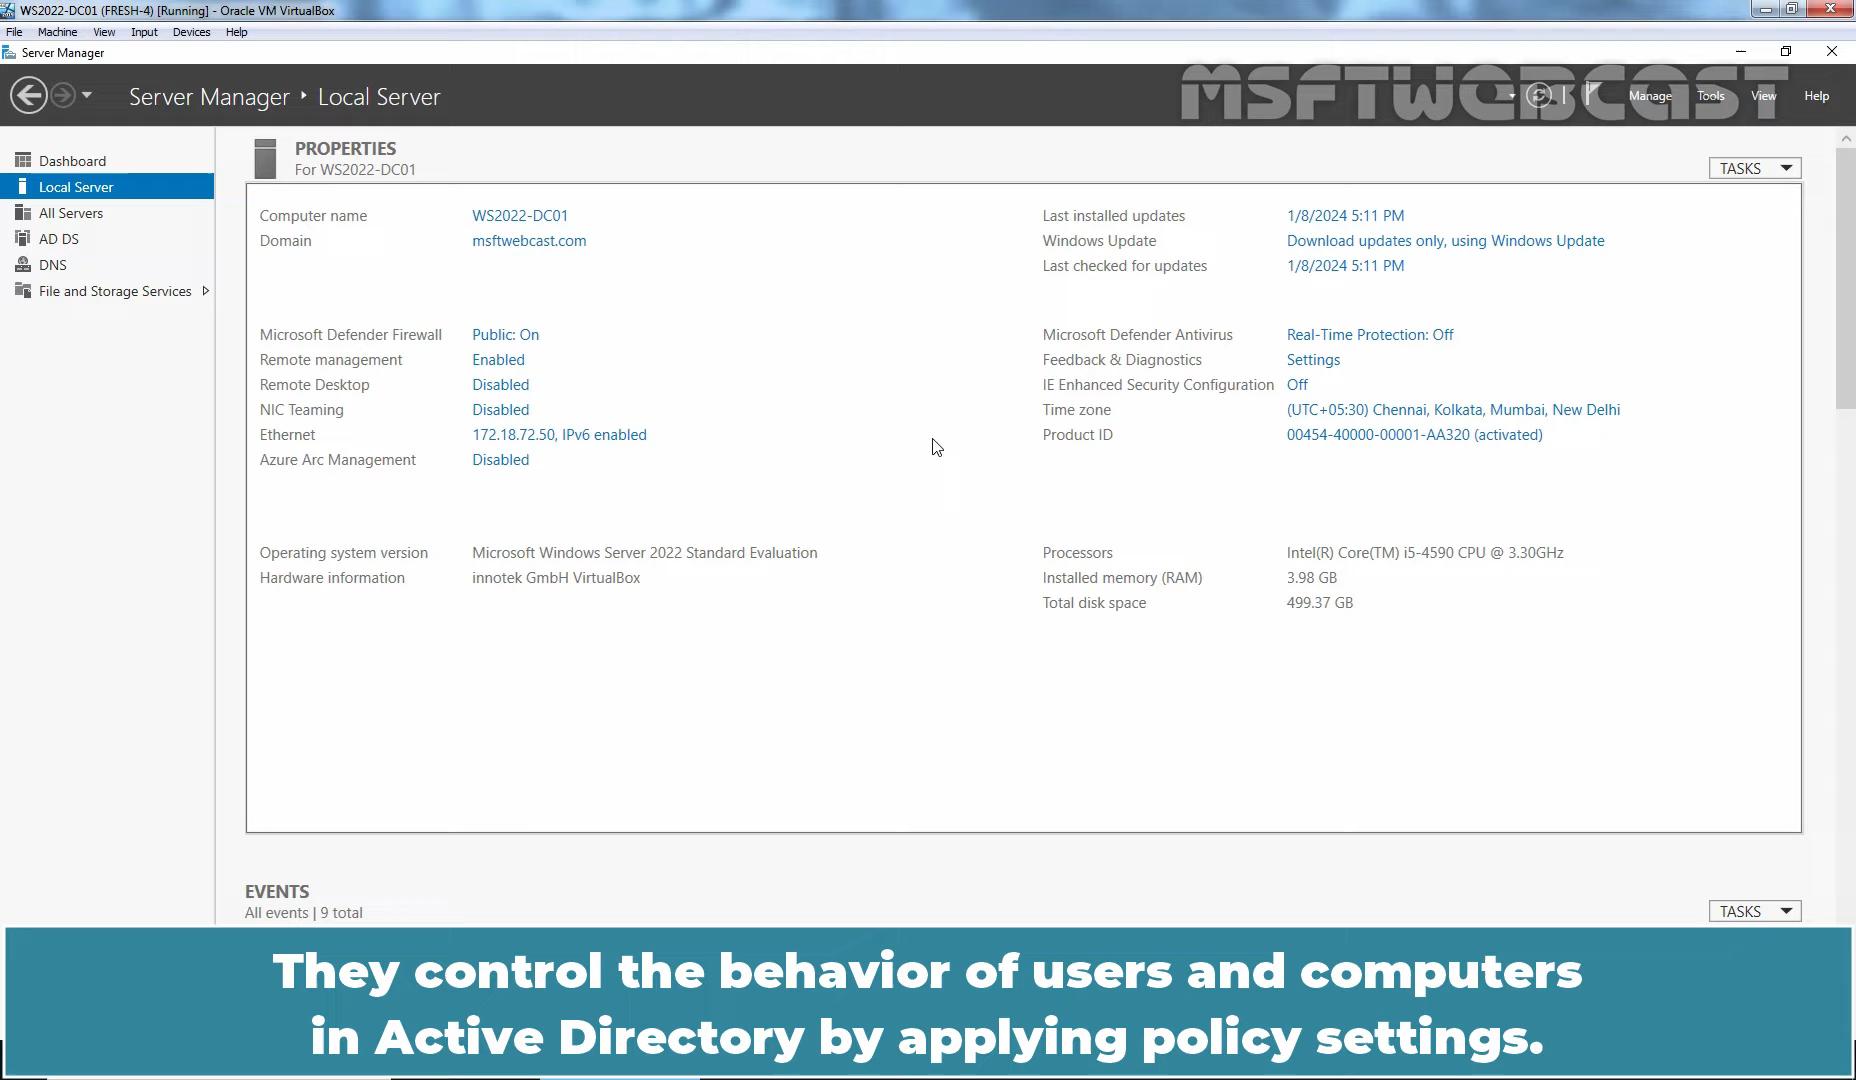 WS2022-DC01 (FRESH-4) [Running] - Oracle VM VirtualBox
File Machine View Input Devices Help
Server Manager
Server Manager ‣ Local Server
MSFTWEBCAST
Manage Tools View Help
Dashboard
Local Server
All Servers
AD DS
DNS
File and Storage Services
PROPERTIES
For WS2022-DC01
TASKS
Computer name WS2022-DC01
Domain msftwebcast.com
Last installed updates 1/8/2024 5:11 PM
Windows Update Download updates only, using Windows Update
Last checked for updates 1/8/2024 5:11 PM
Microsoft Defender Firewall Public: On
Remote management Enabled
Remote Desktop Disabled
NIC Teaming Disabled
Ethernet 172.18.72.50, IPv6 enabled
Azure Arc Management Disabled
Microsoft Defender Antivirus Real-Time Protection: Off
Feedback & Diagnostics Settings
IE Enhanced Security Configuration Off
Time zone (UTC+05:30) Chennai, Kolkata, Mumbai, New Delhi
Product ID 00454-40000-00001-AA320 (activated)
Operating system version Microsoft Windows Server 2022 Standard Evaluation
Hardware information innotek GmbH VirtualBox
Processors Intel(R) Core(TM) i5-4590 CPU @ 3.30GHz
Installed memory (RAM) 3.98 GB
Total disk space 499.37 GB
EVENTS
All events | 9 total
TASKS
They control the behavior of users and computers
in Active Directory by applying policy settings.